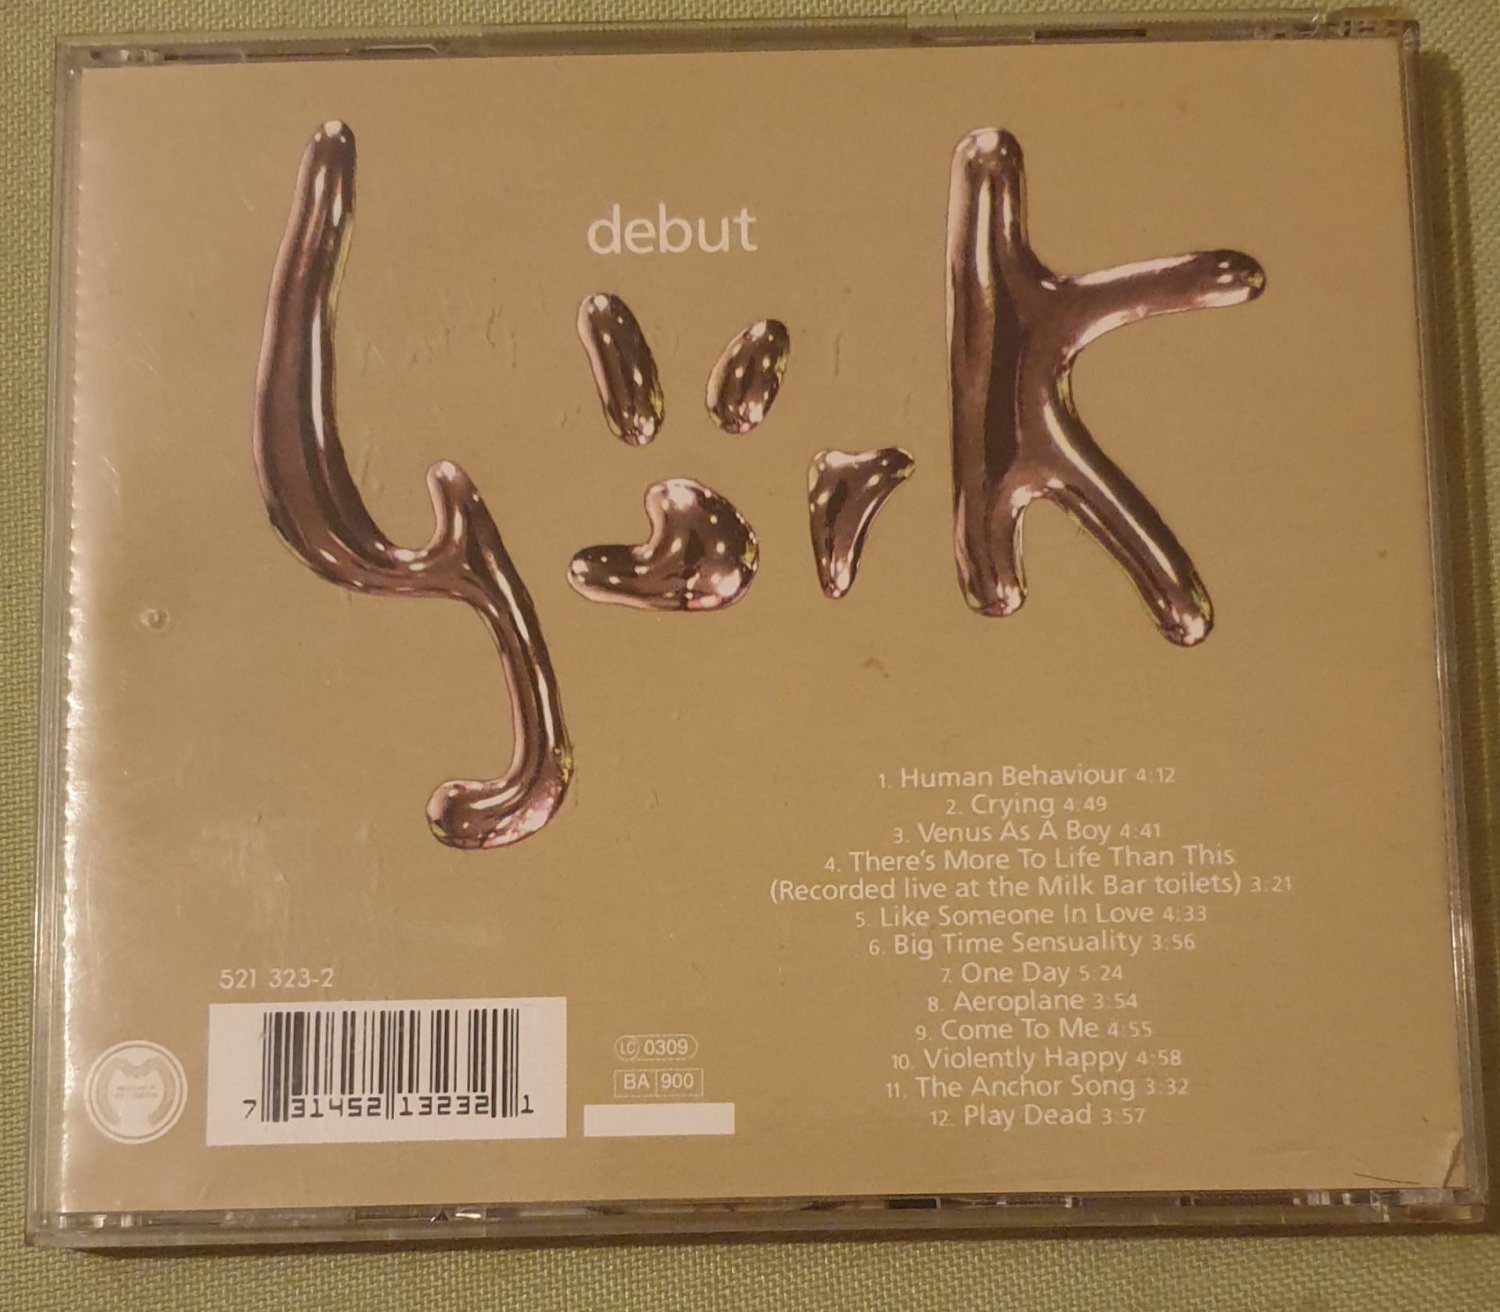 debut
björk
1. Human Behaviour 4:12
2. Crying 4:49
3. Venus As A Boy 4:41
4. There's More To Life Than This
(Recorded live at the Milk Bar toilets) 3:21
5. Like Someone In Love 4:33
6. Big Time Sensuality 3:56
7. One Day 5:24
8. Aeroplane 3:54
9. Come To Me 4:55
10. Violently Happy 4:58
11. The Anchor Song 3:32
12. Play Dead 3:57
521 323-2
7 31452 13232 1
LC 0309
BA 900